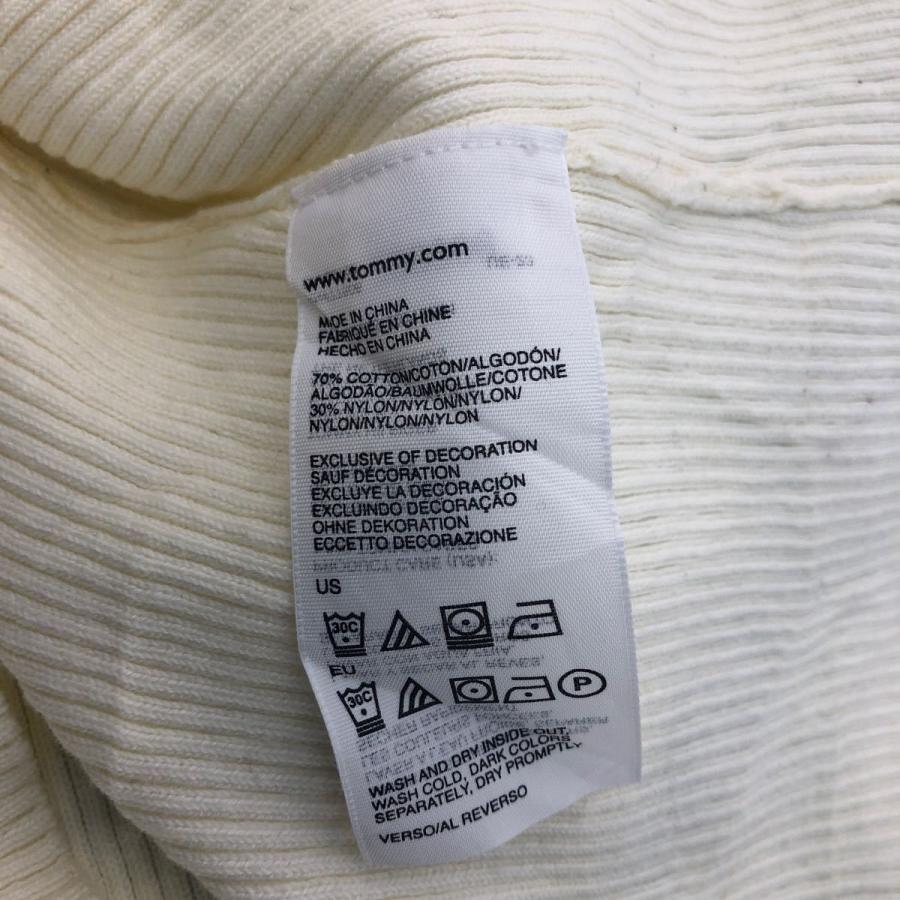 www.tommy.com
MADE IN CHINA
FABRIQUÉ EN CHINE
HECHO EN CHINA
70% COTTON/COTON/ALGODÓN/
ALGODÃO/BAUMWOLLE/COTONE
30% NYLON/NYLON/NYLON/
NYLON/NYLON/NYLON
EXCLUSIVE OF DECORATION
SAUF DÉCORATION
EXCLUYE LA DECORACIÓN
EXCLUINDO DECORAÇÃO
OHNE DEKORATION
ECCETTO DECORAZIONE
US
30C
EU
30C P
WASH AND DRY INSIDE OUT,
WASH COLD, DARK COLORS
SEPARATELY, DRY PROMPTLY
VERSO/AL REVERSO